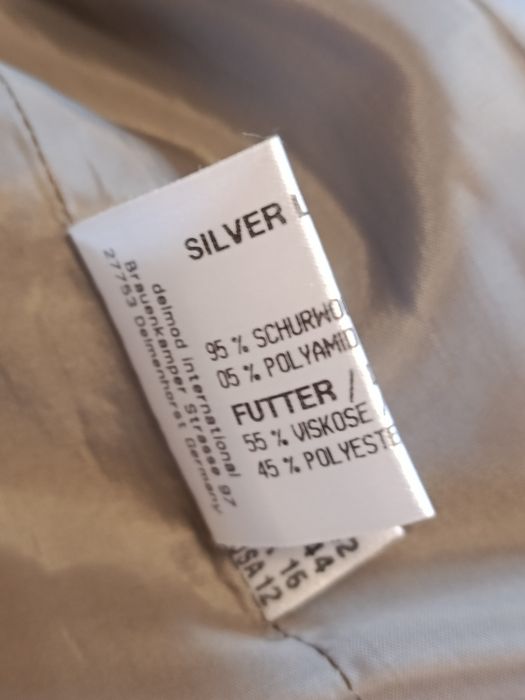 SILVER L
95 % SCHURWO
05 % POLYAMID
FUTTER /
55 % VISKOSE /
45 % POLYESTE
delmod international
Brauenkamper Strasse 97
27753 Delmenhorst Germany
2
44
16
USA 12